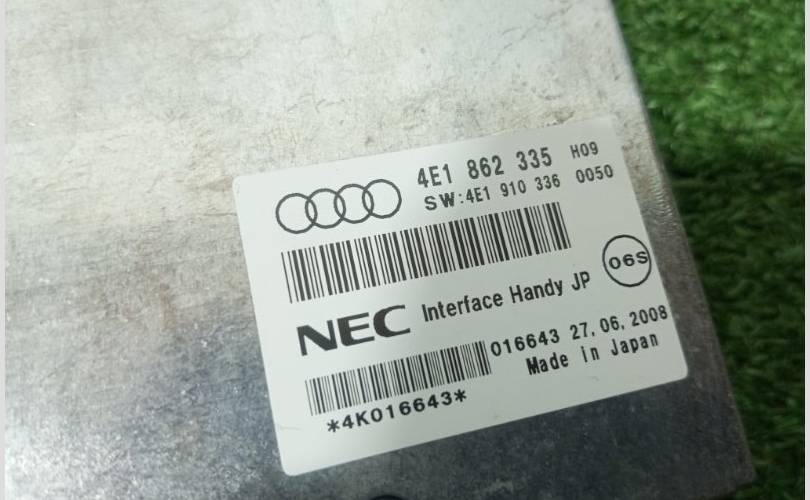 4E1 862 335 H09
SW:4E1 910 336 0050
06S
NEC Interface Handy JP
016643 27.06.2008
Made in Japan
*4K016643*